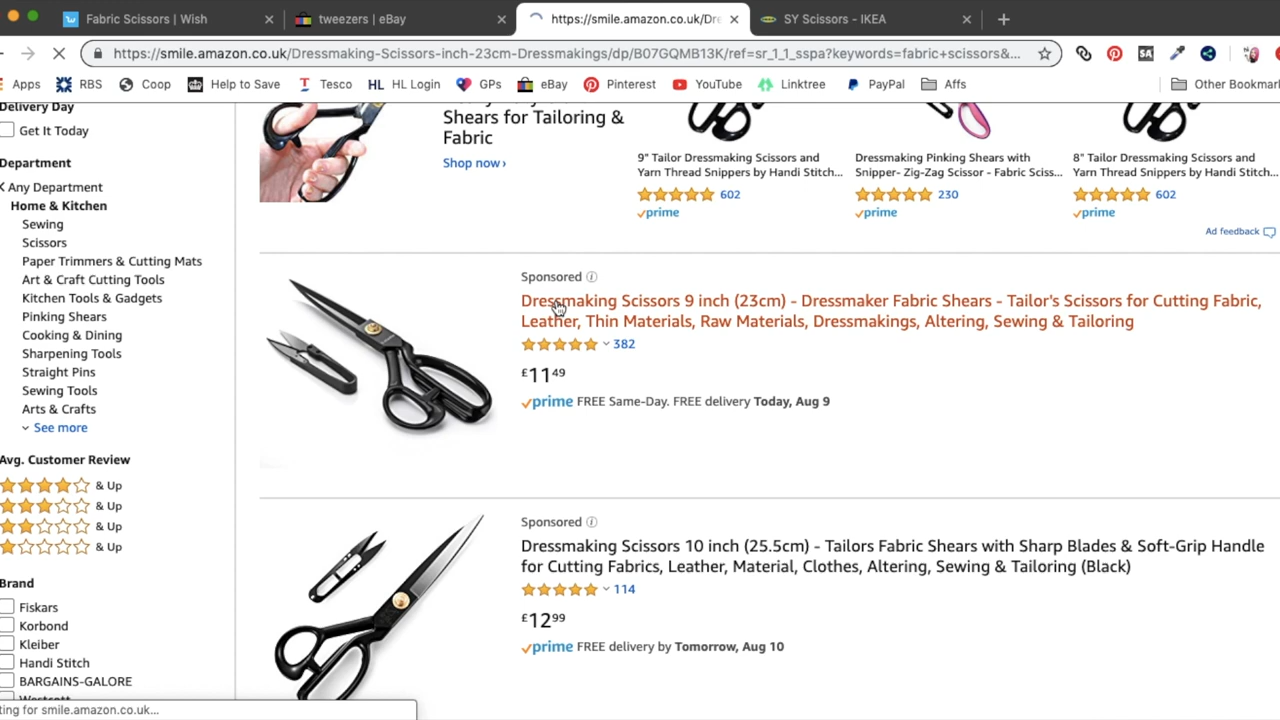 Fabric Scissors | Wish
tweezers | eBay
https://smile.amazon.co.uk/Dre
SY Scissors - IKEA
https://smile.amazon.co.uk/Dressmaking-Scissors-inch-23cm-Dressmakings/dp/B07GQMB13K/ref=sr_1_1_sspa?keywords=fabric+scissors&...
Apps
RBS
Coop
Help to Save
Tesco
HL HL Login
GPs
eBay
Pinterest
YouTube
Linktree
PayPal
Affs
Other Bookmar
Delivery Day
Get It Today
Department
Any Department
Home & Kitchen
Sewing
Scissors
Paper Trimmers & Cutting Mats
Art & Craft Cutting Tools
Kitchen Tools & Gadgets
Pinking Shears
Cooking & Dining
Sharpening Tools
Straight Pins
Sewing Tools
Arts & Crafts
See more
Avg. Customer Review
& Up
& Up
& Up
& Up
Brand
Fiskars
Korbond
Kleiber
Handi Stitch
BARGAINS-GALORE
Shears for Tailoring &
Fabric
Shop now ›
9" Tailor Dressmaking Scissors and
Yarn Thread Snippers by Handi Stitch...
602
prime
Dressmaking Pinking Shears with
Snipper- Zig-Zag Scissor - Fabric Sciss...
230
prime
8" Tailor Dressmaking Scissors and
Yarn Thread Snippers by Handi Stitch...
602
prime
Ad feedback
Sponsored
Dressmaking Scissors 9 inch (23cm) - Dressmaker Fabric Shears - Tailor's Scissors for Cutting Fabric,
Leather, Thin Materials, Raw Materials, Dressmakings, Altering, Sewing & Tailoring
382
£11 49
prime FREE Same-Day. FREE delivery Today, Aug 9
Sponsored
Dressmaking Scissors 10 inch (25.5cm) - Tailors Fabric Shears with Sharp Blades & Soft-Grip Handle
for Cutting Fabrics, Leather, Material, Clothes, Altering, Sewing & Tailoring (Black)
114
£12 99
prime FREE delivery by Tomorrow, Aug 10
ting for smile.amazon.co.uk...